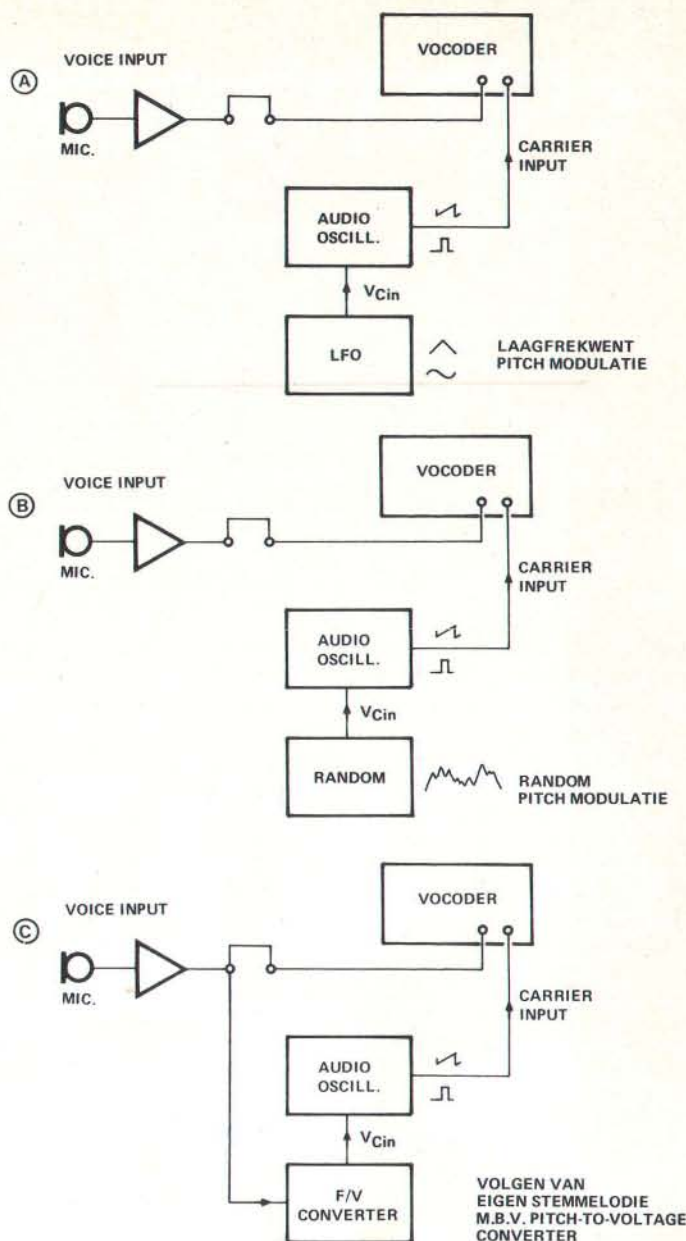 A
VOICE INPUT
MIC.
VOCODER
CARRIER
INPUT
AUDIO
OSCILL.
VCin
LFO
LAAGFREKWENT
PITCH MODULATIE
B
VOICE INPUT
MIC.
VOCODER
CARRIER
INPUT
AUDIO
OSCILL.
VCin
RANDOM
RANDOM
PITCH MODULATIE
C
VOICE INPUT
MIC.
VOCODER
CARRIER
INPUT
AUDIO
OSCILL.
VCin
F/V
CONVERTER
VOLGEN VAN
EIGEN STEMMELODIE
M.B.V. PITCH-TO-VOLTAGE
CONVERTER